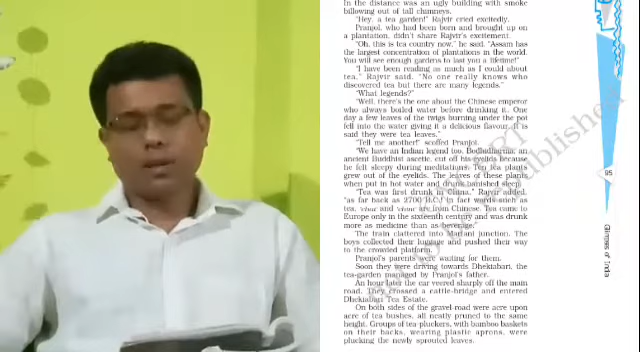 In the distance was an ugly building with smoke
billowing out of tall chimneys.
"Hey, a tea garden!" Rajvir cried excitedly.
Pranjol, who had been born and brought up on
a plantation, didn't share Rajvir's excitement.
"Oh, this is tea country now," he said. "Assam has
the largest concentration of plantations in the world.
You will see enough gardens to last you a lifetime!"
"I have been reading as much as I could about
tea," Rajvir said. "No one really knows who
discovered tea but there are many legends."
"What legends?"
"Well, there's the one about the Chinese emperor
who always boiled water before drinking it. One
day a few leaves of the twigs burning under the pot
fell into the water giving it a delicious flavour. It is
said they were tea leaves."
"Tell me another!" scoffed Pranjol.
"We have an Indian legend too. Bodhidharma, an
ancient Buddhist ascetic, cut off his eyelids because
he felt sleepy during meditations. Ten tea plants
grew out of the eyelids. The leaves of these plants
when put in hot water and drunk banished sleep.
"Tea was first drunk in China," Rajvir added,
"as far back as 2700 B.C.! In fact words such as
tea, 'chai' and 'chini' are from Chinese. Tea came to
Europe only in the sixteenth century and was drunk
more as medicine than as beverage."
The train clattered into Mariani junction. The
boys collected their luggage and pushed their way
to the crowded platform.
Pranjol's parents were waiting for them.
Soon they were driving towards Dhekiabari, the
tea-garden managed by Pranjol's father.
An hour later the car veered sharply off the main
road. They crossed a cattle-bridge and entered
Dhekiabari Tea Estate.
On both sides of the gravel-road were acre upon
acre of tea bushes, all neatly pruned to the same
height. Groups of tea-pluckers, with bamboo baskets
on their backs, wearing plastic aprons, were
plucking the newly sprouted leaves.
95
Glimpses of India